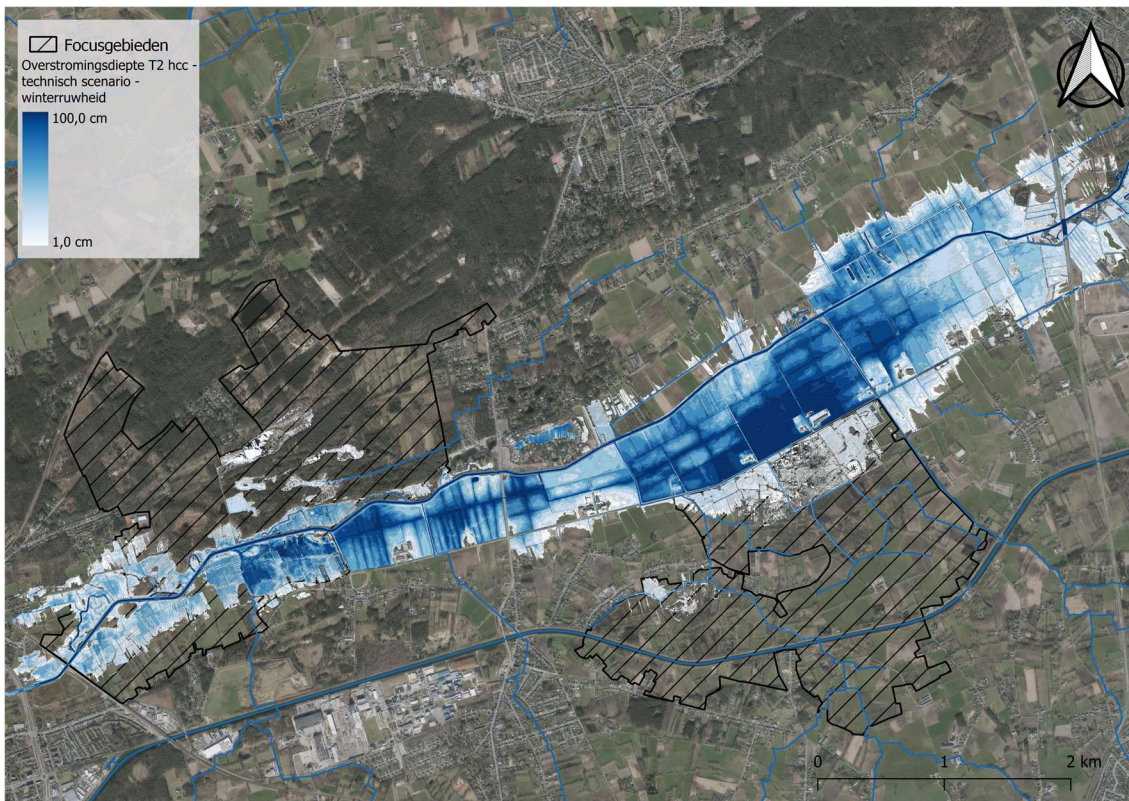 Focusgebieden
Overstromingsdiepte T2 hcc -
technisch scenario -
winterruwheid
100,0 cm
1,0 cm
0 1 2 km